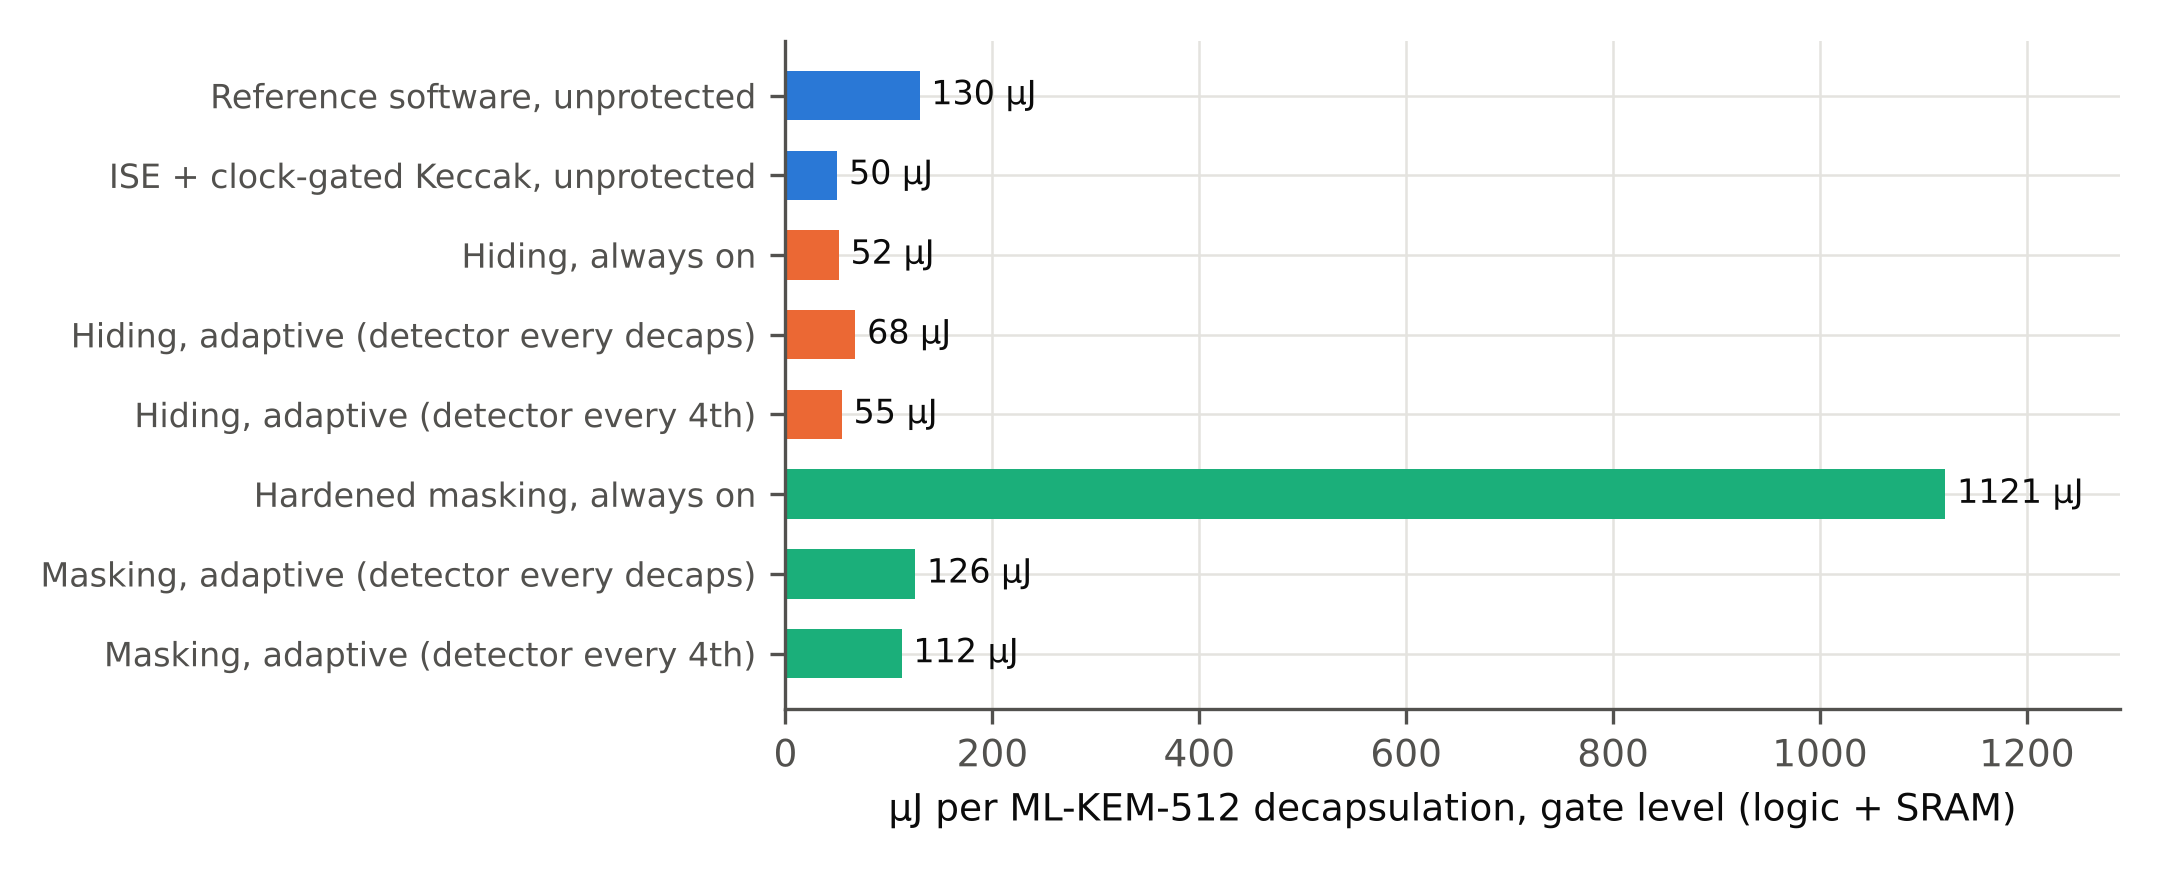 Reference software, unprotected
130 µJ
ISE + clock-gated Keccak, unprotected
50 µJ
Hiding, always on
52 µJ
Hiding, adaptive (detector every decaps)
68 µJ
Hiding, adaptive (detector every 4th)
55 µJ
Hardened masking, always on
1121 µJ
Masking, adaptive (detector every decaps)
126 µJ
Masking, adaptive (detector every 4th)
112 µJ
0 200 400 600 800 1000 1200
µJ per ML-KEM-512 decapsulation, gate level (logic + SRAM)